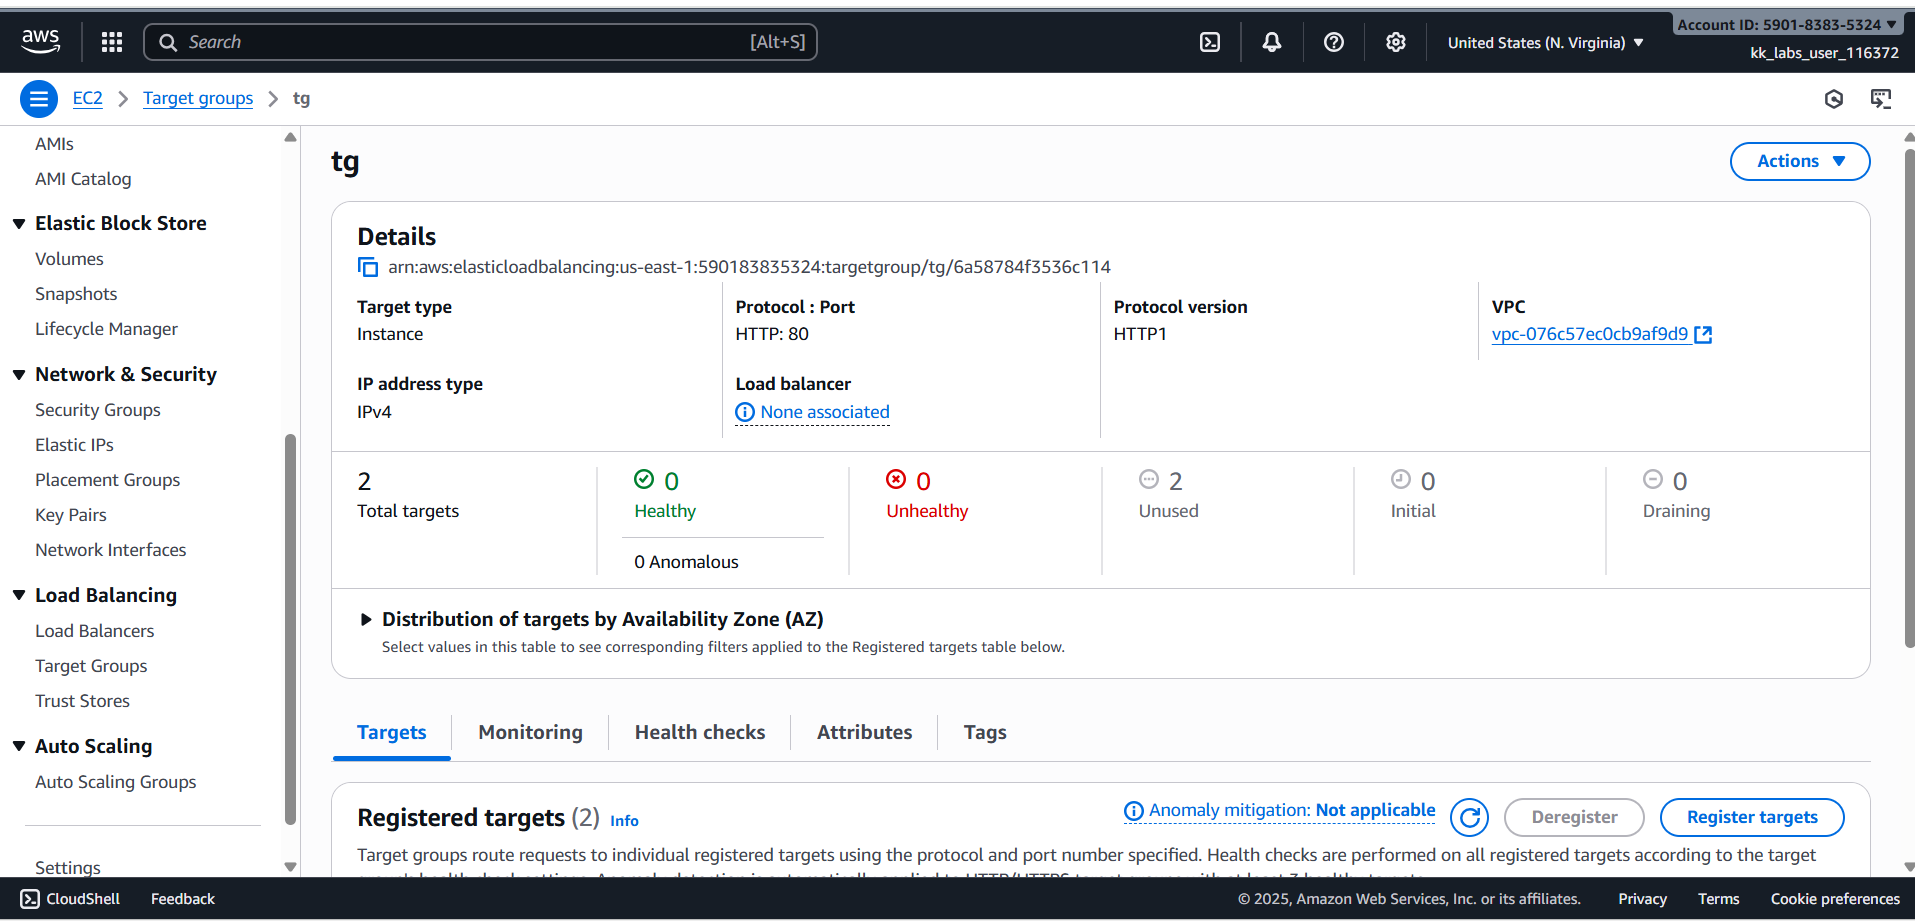 aws
Search [Alt+S]
United States (N. Virginia)
Account ID: 5901-8383-5324
kk_labs_user_116372
EC2 Target groups tg
AMIs
AMI Catalog
Elastic Block Store
Volumes
Snapshots
Lifecycle Manager
Network & Security
Security Groups
Elastic IPs
Placement Groups
Key Pairs
Network Interfaces
Load Balancing
Load Balancers
Target Groups
Trust Stores
Auto Scaling
Auto Scaling Groups
Settings
tg
Actions
Details
arn:aws:elasticloadbalancing:us-east-1:590183835324:targetgroup/tg/6a58784f3536c114
Target type
Instance
Protocol : Port
HTTP: 80
Protocol version
HTTP1
VPC
vpc-076c57ec0cb9af9d9
IP address type
IPv4
Load balancer
None associated
2
Total targets
0
Healthy
0 Anomalous
0
Unhealthy
2
Unused
0
Initial
0
Draining
Distribution of targets by Availability Zone (AZ)
Select values in this table to see corresponding filters applied to the Registered targets table below.
Targets Monitoring Health checks Attributes Tags
Registered targets (2) Info
Anomaly mitigation: Not applicable
Deregister
Register targets
Target groups route requests to individual registered targets using the protocol and port number specified. Health checks are performed on all registered targets according to the target
CloudShell Feedback
© 2025, Amazon Web Services, Inc. or its affiliates. Privacy Terms Cookie preferences